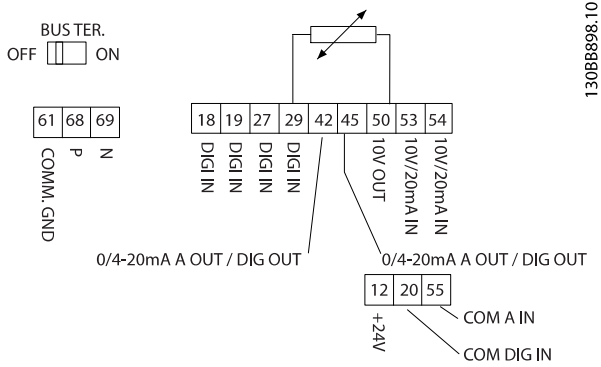 130BB898.10
BUS TER.
OFF ON
61 68 69
COMM. GND
P
N
18 19 27 29 42 45 50 53 54
DIGI IN
DIGI IN
DIGI IN
DIGI IN
10V OUT
10V/20mA IN
10V/20mA IN
0/4-20mA A OUT / DIG OUT
0/4-20mA A OUT / DIG OUT
12 20 55
+24V
COM A IN
COM DIG IN